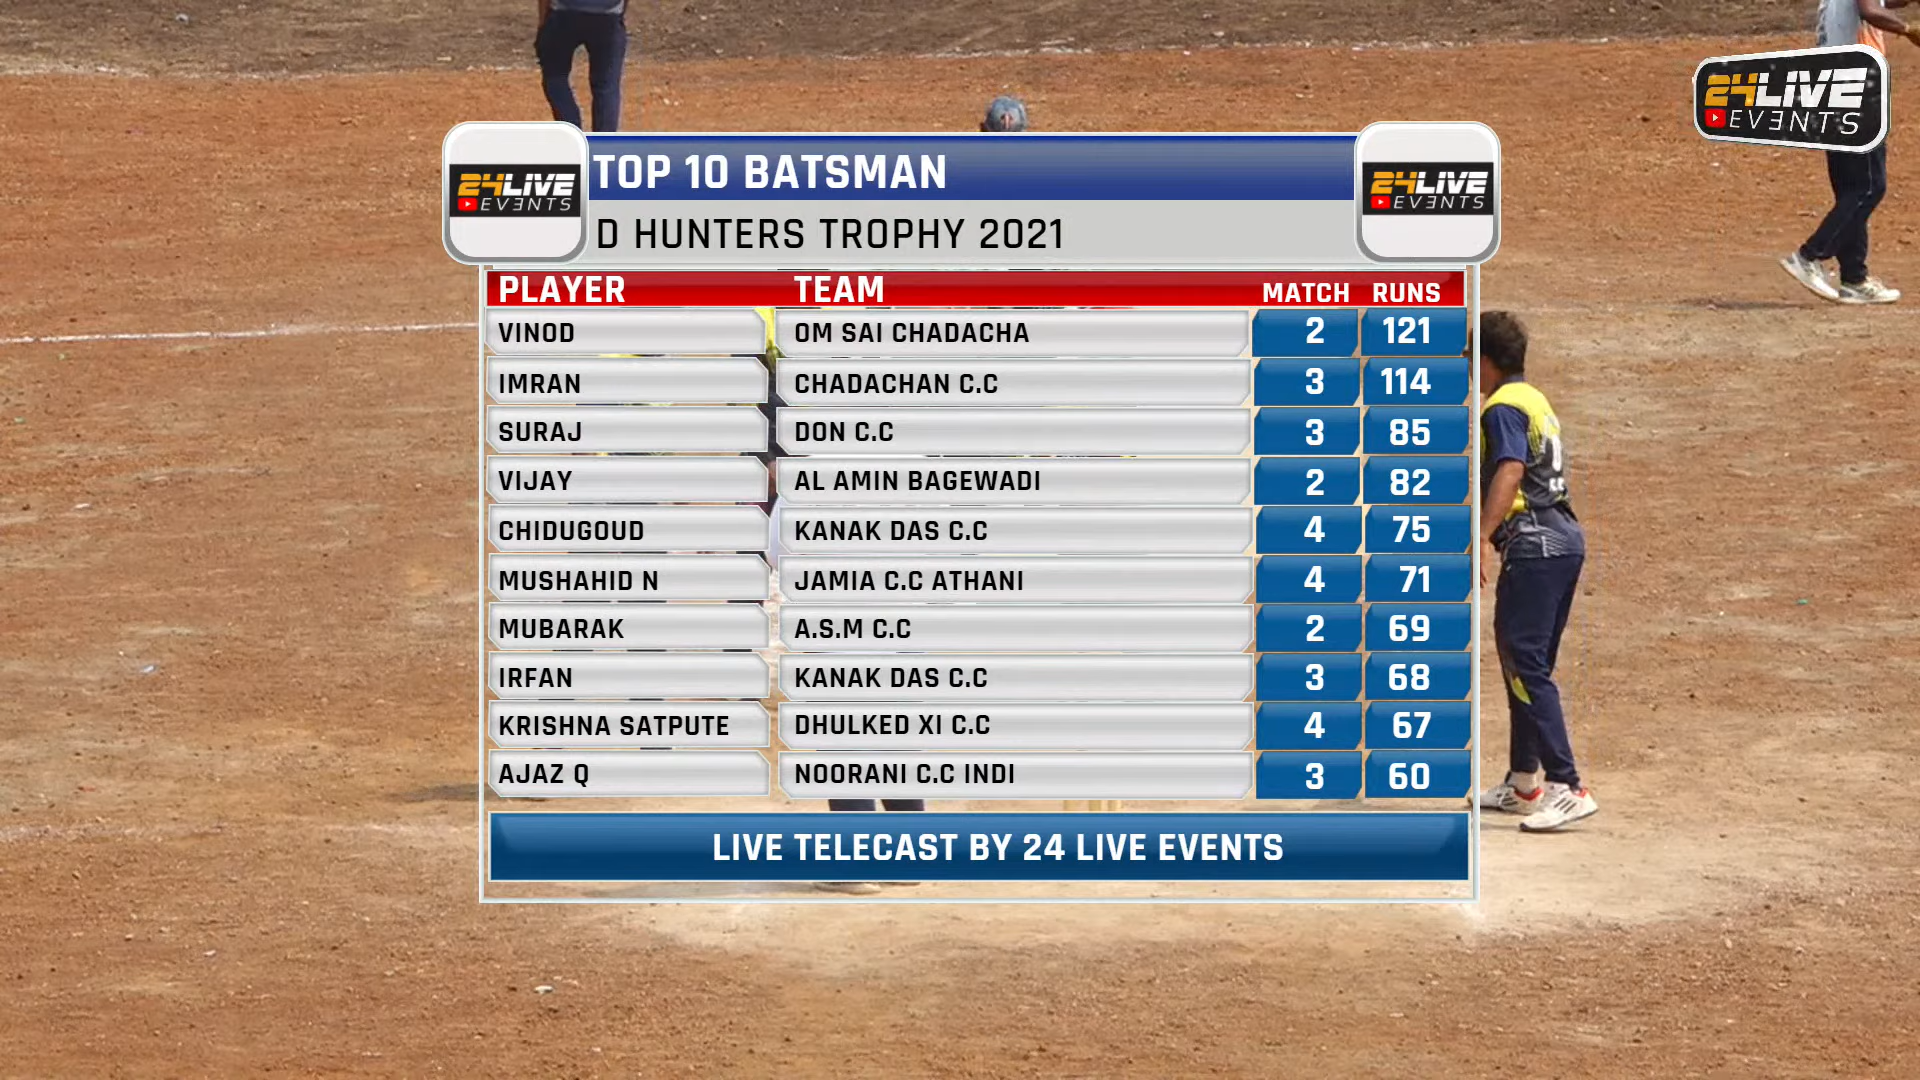 24LIVE
EVENTS
24LIVE
EVENTS
TOP 10 BATSMAN
24LIVE
EVENTS
D HUNTERS TROPHY 2021
PLAYER TEAM MATCH RUNS
VINOD OM SAI CHADACHA 2 121
IMRAN CHADACHAN C.C 3 114
SURAJ DON C.C 3 85
VIJAY AL AMIN BAGEWADI 2 82
CHIDUGOUD KANAK DAS C.C 4 75
MUSHAHID N JAMIA C.C ATHANI 4 71
MUBARAK A.S.M C.C 2 69
IRFAN KANAK DAS C.C 3 68
KRISHNA SATPUTE DHULKED XI C.C 4 67
AJAZ Q NOORANI C.C INDI 3 60
LIVE TELECAST BY 24 LIVE EVENTS